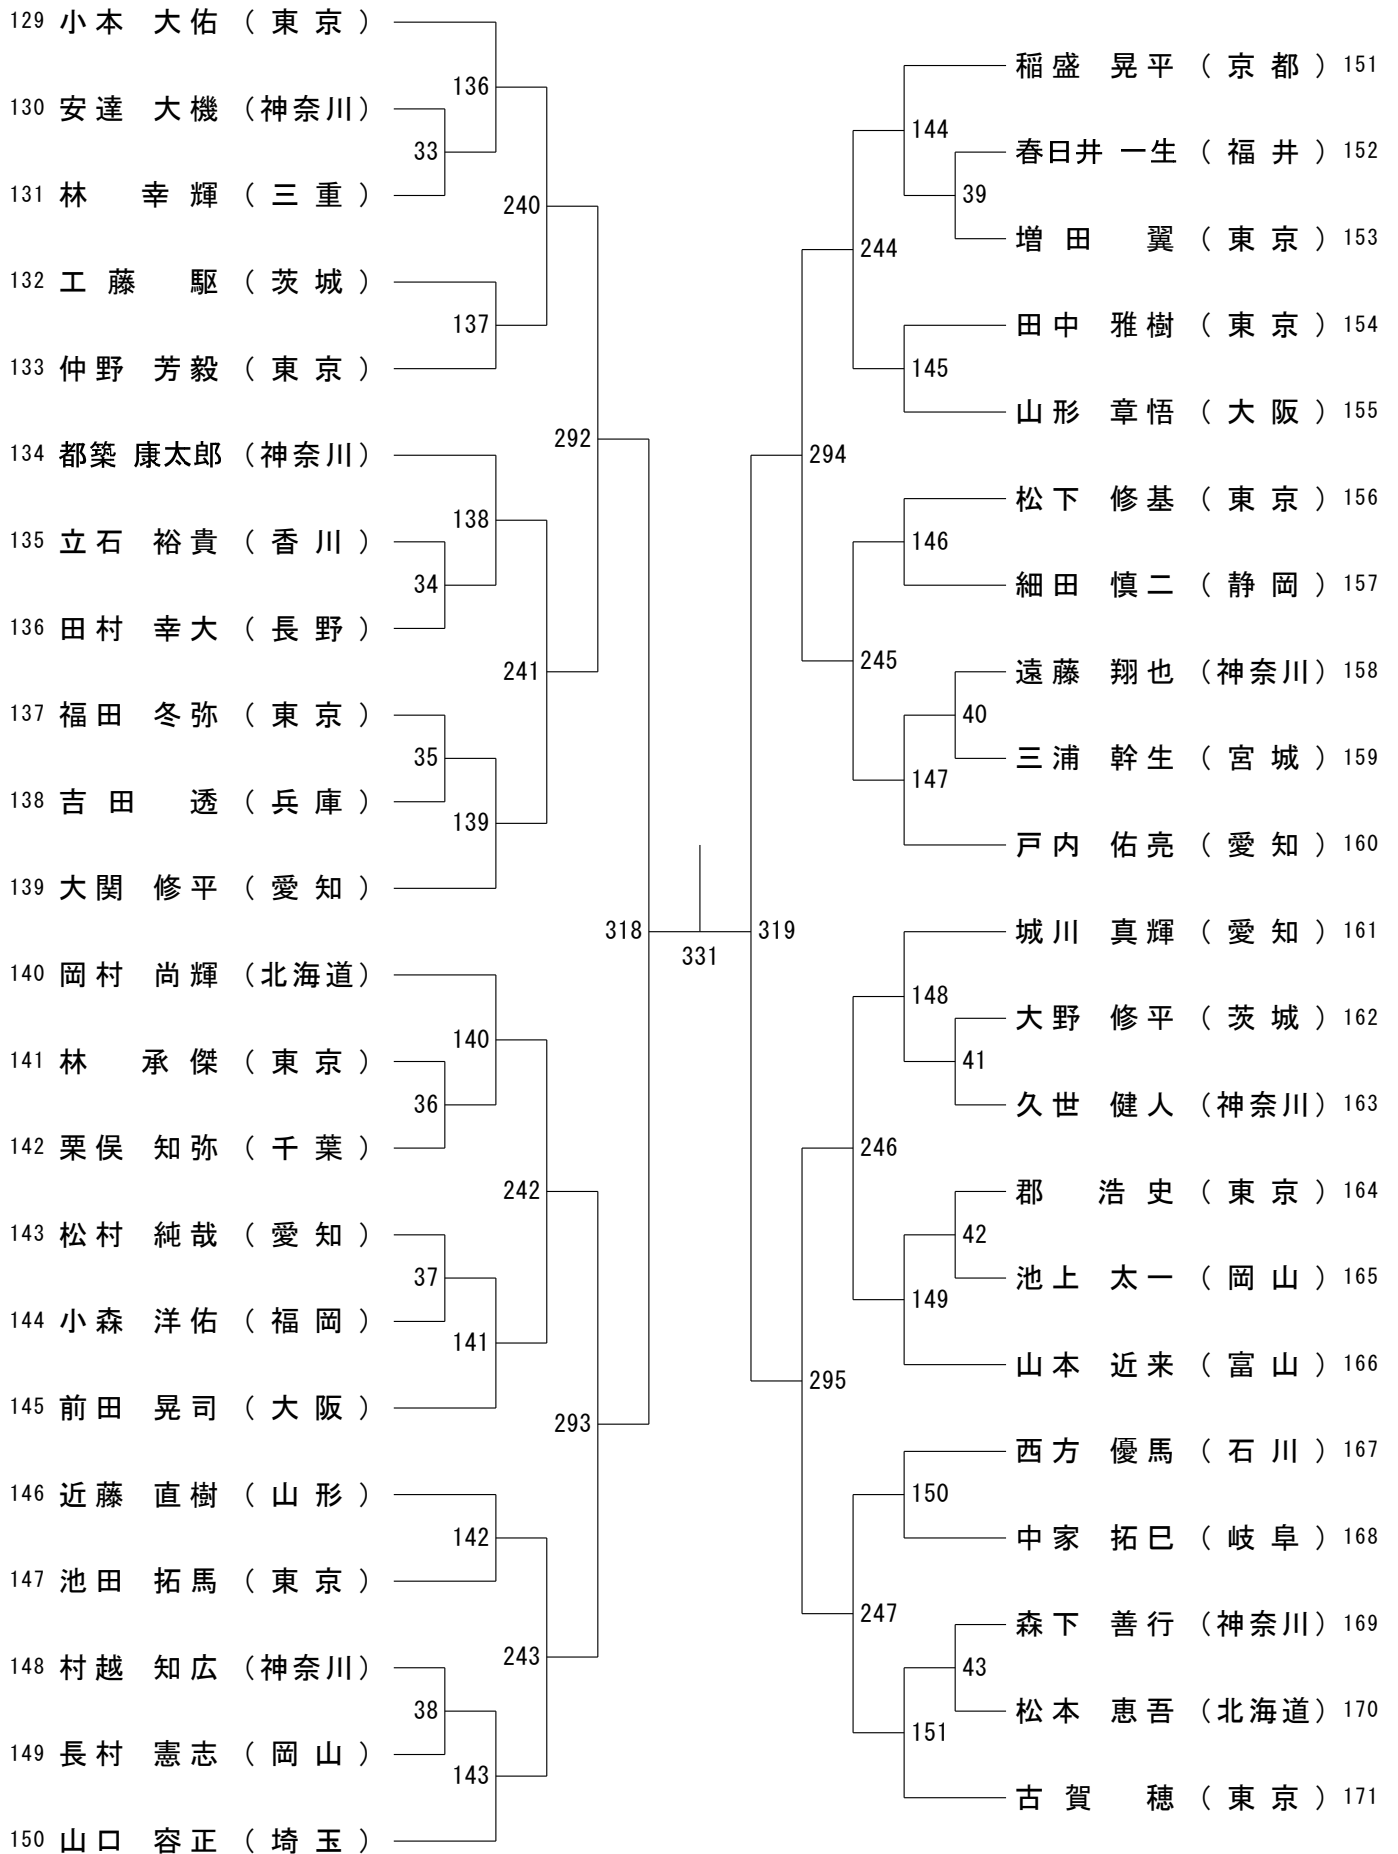 129 小本 大佑 （東京）
136
130 安達 大機 （神奈川）
33
131 林 幸輝 （三重）
240
132 工藤 駆 （茨城）
137
133 仲野 芳毅 （東京）
292
134 都築 康太郎 （神奈川）
138
135 立石 裕貴 （香川）
34
136 田村 幸大 （長野）
241
137 福田 冬弥 （東京）
35
138 吉田 透 （兵庫）
139
139 大関 修平 （愛知）
318
140 岡村 尚輝 （北海道）
140
141 林 承傑 （東京）
36
142 栗俣 知弥 （千葉）
242
143 松村 純哉 （愛知）
37
144 小森 洋佑 （福岡）
141
145 前田 晃司 （大阪）
293
146 近藤 直樹 （山形）
142
147 池田 拓馬 （東京）
243
148 村越 知広 （神奈川）
38
149 長村 憲志 （岡山）
143
150 山口 容正 （埼玉）
331
稲盛 晃平 （京都） 151
144
春日井 一生 （福井） 152
39
増田 翼 （東京） 153
244
田中 雅樹 （東京） 154
145
山形 章悟 （大阪） 155
294
松下 修基 （東京） 156
146
細田 慎二 （静岡） 157
245
遠藤 翔也 （神奈川） 158
40
三浦 幹生 （宮城） 159
147
戸内 佑亮 （愛知） 160
319
城川 真輝 （愛知） 161
148
大野 修平 （茨城） 162
41
久世 健人 （神奈川） 163
246
郡 浩史 （東京） 164
42
池上 太一 （岡山） 165
149
山本 近来 （富山） 166
295
西方 優馬 （石川） 167
150
中家 拓巳 （岐阜） 168
247
森下 善行 （神奈川） 169
43
松本 恵吾 （北海道） 170
151
古賀 穂 （東京） 171